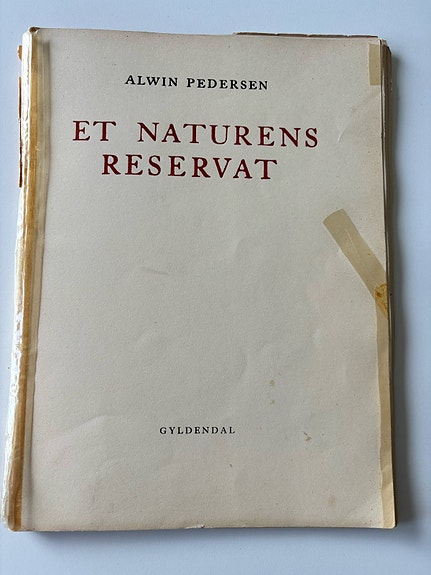 ALWIN PEDERSEN
ET NATURENS
RESERVAT
GYLDENDAL